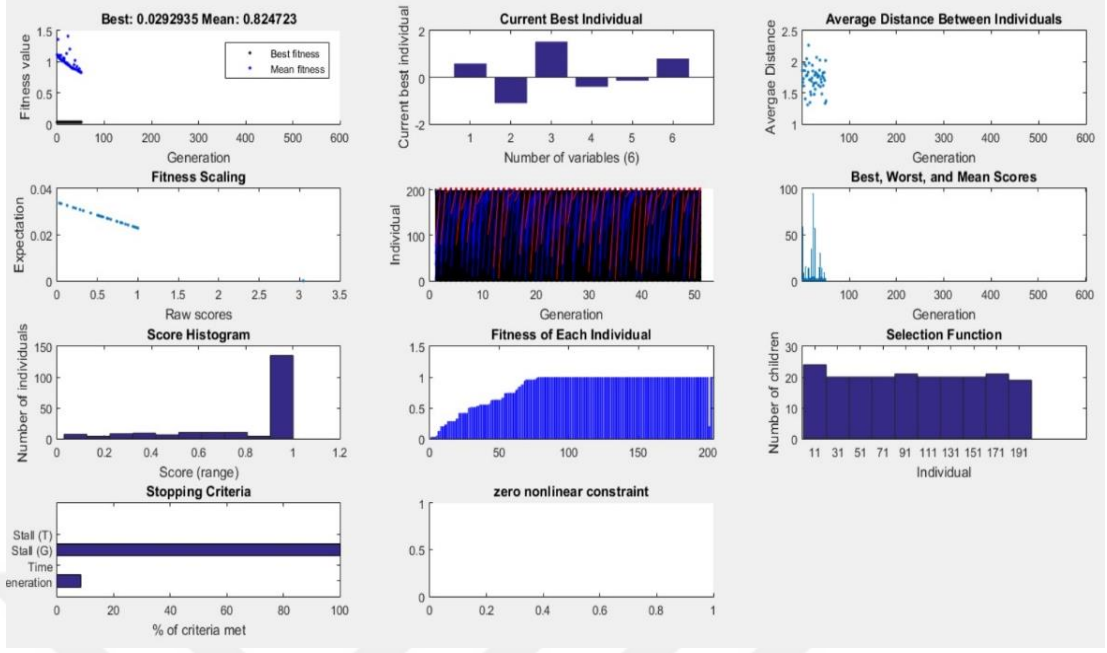 Best: 0.0292935 Mean: 0.824723
Fitness value
1.5
1
0.5
0
Best fitness
Mean fitness
0 100 200 300 400 500 600
Generation
Current Best Individual
Current best individual
2
0
-2
1 2 3 4 5 6
Number of variables (6)
Average Distance Between Individuals
Avergae Distance
2.5
2
1.5
1
100 200 300 400 500 600
Generation
Fitness Scaling
Expectation
0.04
0.02
0
0 0.5 1 1.5 2 2.5 3 3.5
Raw scores
Individual
200
100
0
0 10 20 30 40 50
Generation
Best, Worst, and Mean Scores
100
50
0
100 200 300 400 500 600
Generation
Score Histogram
Number of individuals
150
100
50
0
0 0.2 0.4 0.6 0.8 1 1.2
Score (range)
Fitness of Each Individual
1.5
1
0.5
0
0 50 100 150 200
Selection Function
Number of children
30
20
10
0
11 31 51 71 91 111 131 151 171 191
Individual
Stopping Criteria
Stall (T)
Stall (G)
Time
eneration
0 20 40 60 80 100
% of criteria met
zero nonlinear constraint
1
0.5
0
0 0.2 0.4 0.6 0.8 1